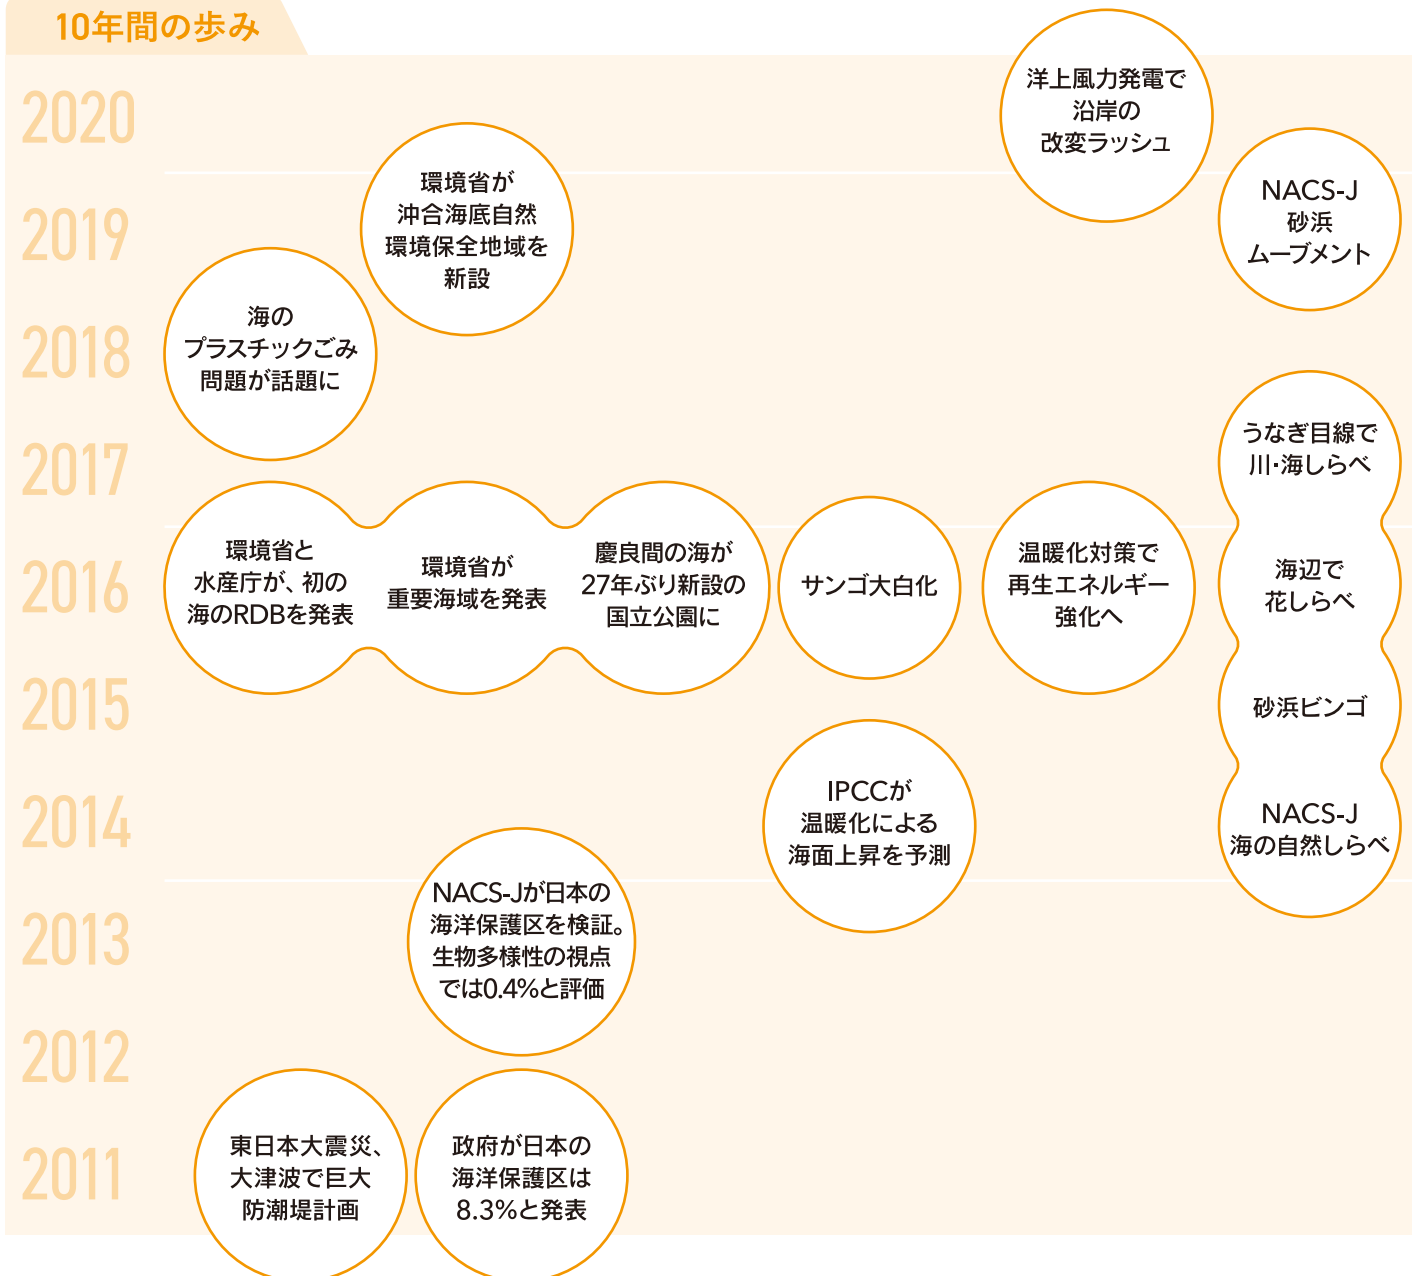 10年間の歩み
2020
洋上風力発電で
沿岸の
改変ラッシュ
2019
環境省が
沖合海底自然
環境保全地域を
新設
NACS-J
砂浜
ムーブメント
2018
海の
プラスチックごみ
問題が話題に
2017
うなぎ目線で
川・海しらべ
2016
環境省と
水産庁が、初の
海のRDBを発表
環境省が
重要海域を発表
慶良間の海が
27年ぶり新設の
国立公園に
サンゴ大白化
温暖化対策で
再生エネルギー
強化へ
海辺で
花しらべ
2015
砂浜ビンゴ
2014
IPCCが
温暖化による
海面上昇を予測
NACS-J
海の自然しらべ
2013
NACS-Jが日本の
海洋保護区を検証。
生物多様性の視点
では0.4%と評価
2012
2011
東日本大震災、
大津波で巨大
防潮堤計画
政府が日本の
海洋保護区は
8.3%と発表